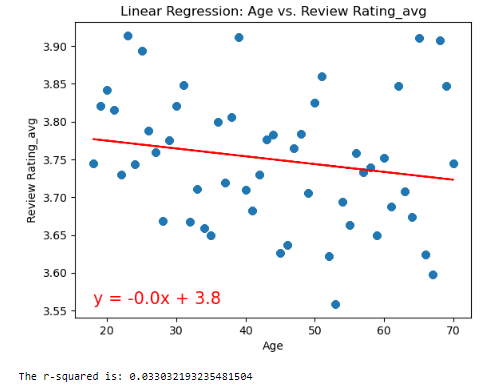 Linear Regression: Age vs. Review Rating_avg
3.90
3.85
3.80
3.75
3.70
3.65
3.60
3.55
Review Rating_avg
y = -0.0x + 3.8
20 30 40 50 60 70
Age
The r-squared is: 0.033032193235481504